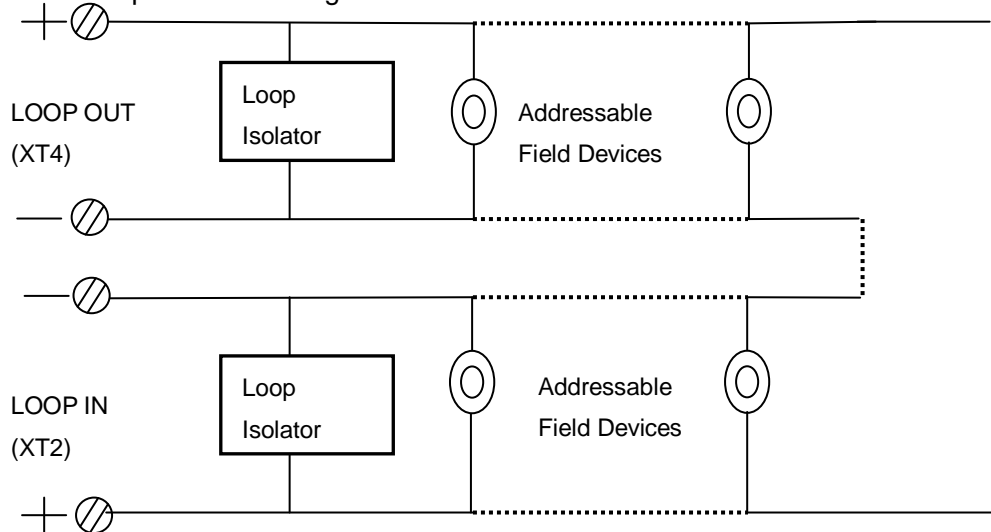 Loop
Isolator
LOOP OUT
(XT4)
Addressable
Field Devices
Loop
Isolator
LOOP IN
(XT2)
Addressable
Field Devices